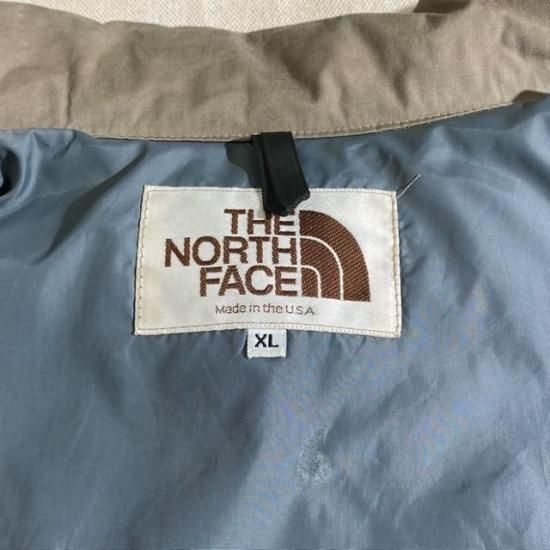 THE
NORTH
FACE
Made in the U.S.A.
XL